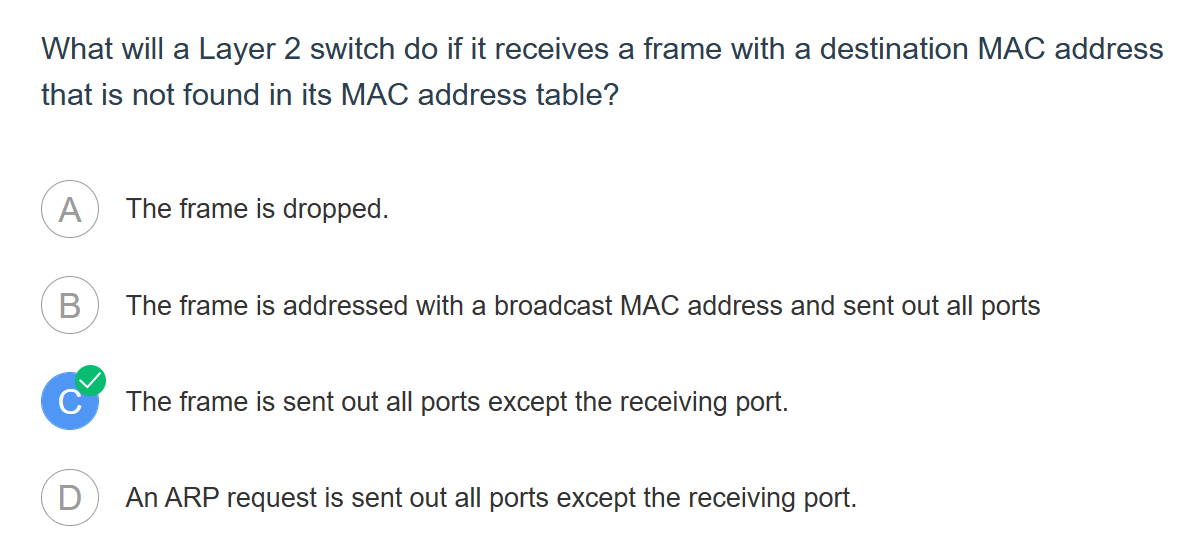 What will a Layer 2 switch do if it receives a frame with a destination MAC address
that is not found in its MAC address table?
A The frame is dropped.
B The frame is addressed with a broadcast MAC address and sent out all ports
C The frame is sent out all ports except the receiving port.
D An ARP request is sent out all ports except the receiving port.